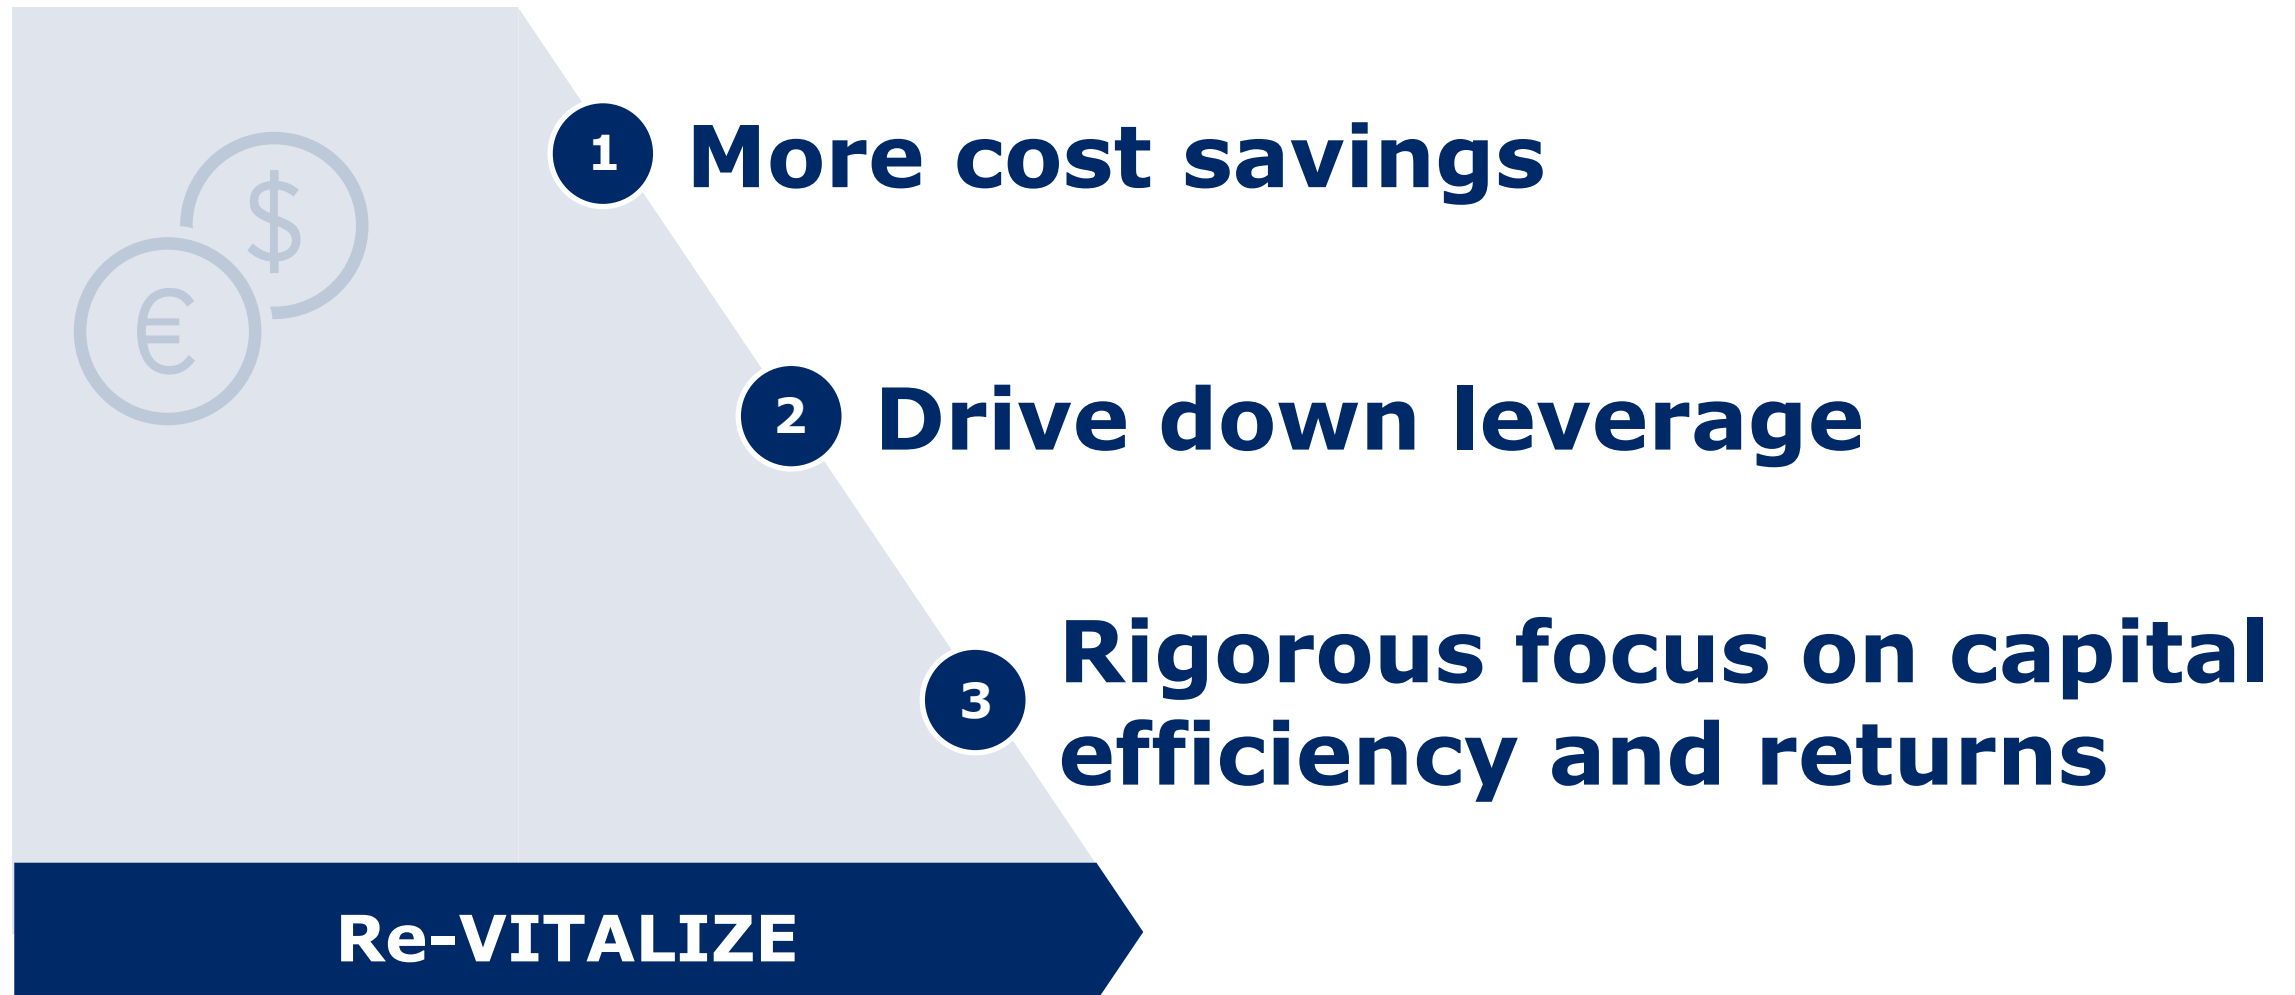 $
€
1 More cost savings
2 Drive down leverage
3 Rigorous focus on capital
efficiency and returns
Re-VITALIZE